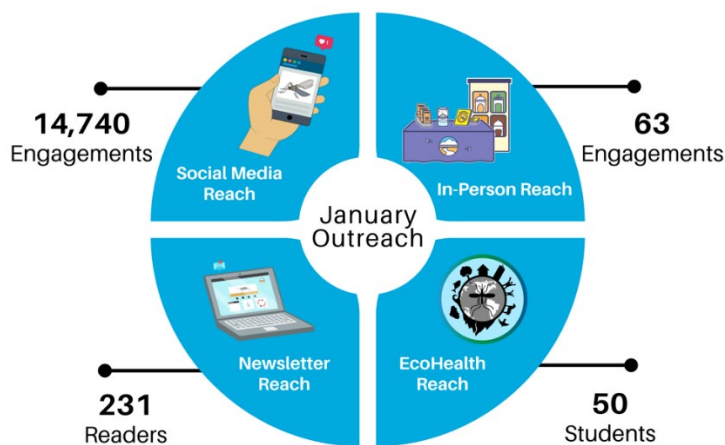 14,740
Engagements
Social Media
Reach
63
Engagements
In-Person Reach
January
Outreach
Newsletter
Reach
231
Readers
EcoHealth
Reach
50
Students